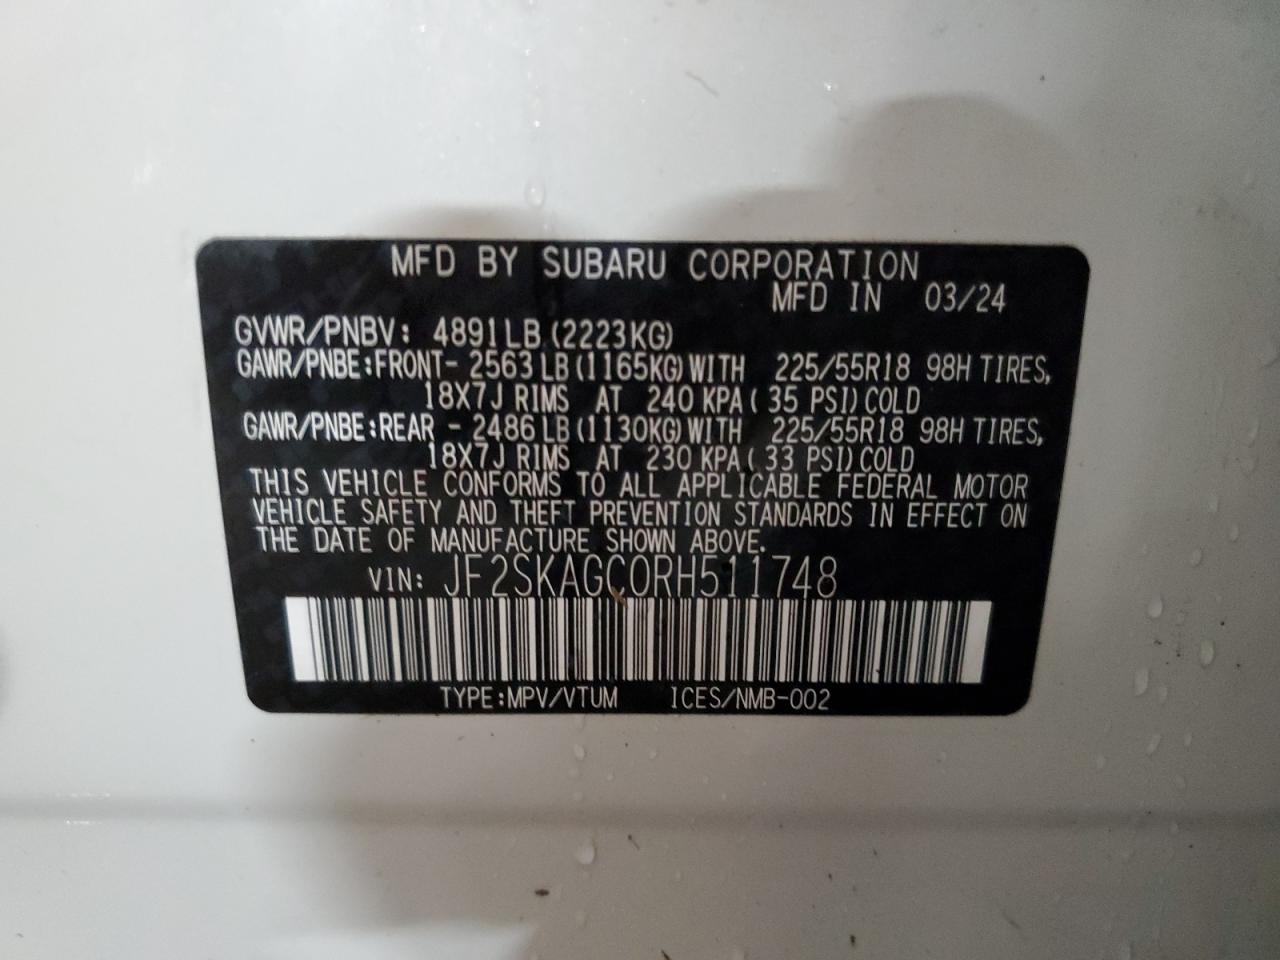 MFD BY SUBARU CORPORATION
MFD IN 03/24
GVWR/PNBV: 4891LB (2223KG)
GAWR/PNBE:FRONT- 2563 LB (1165KG) WITH 225/55R18 98H TIRES,
18X7J RIMS AT 240 KPA ( 35 PSI) COLD
GAWR/PNBE:REAR - 2486 LB (1130KG) WITH 225/55R18 98H TIRES,
18X7J RIMS AT 230 KPA ( 33 PSI) COLD
THIS VEHICLE CONFORMS TO ALL APPLICABLE FEDERAL MOTOR
VEHICLE SAFETY AND THEFT PREVENTION STANDARDS IN EFFECT ON
THE DATE OF MANUFACTURE SHOWN ABOVE.
VIN: JF2SKAGC0RH511748
TYPE:MPV/VTUM ICES/NMB-002